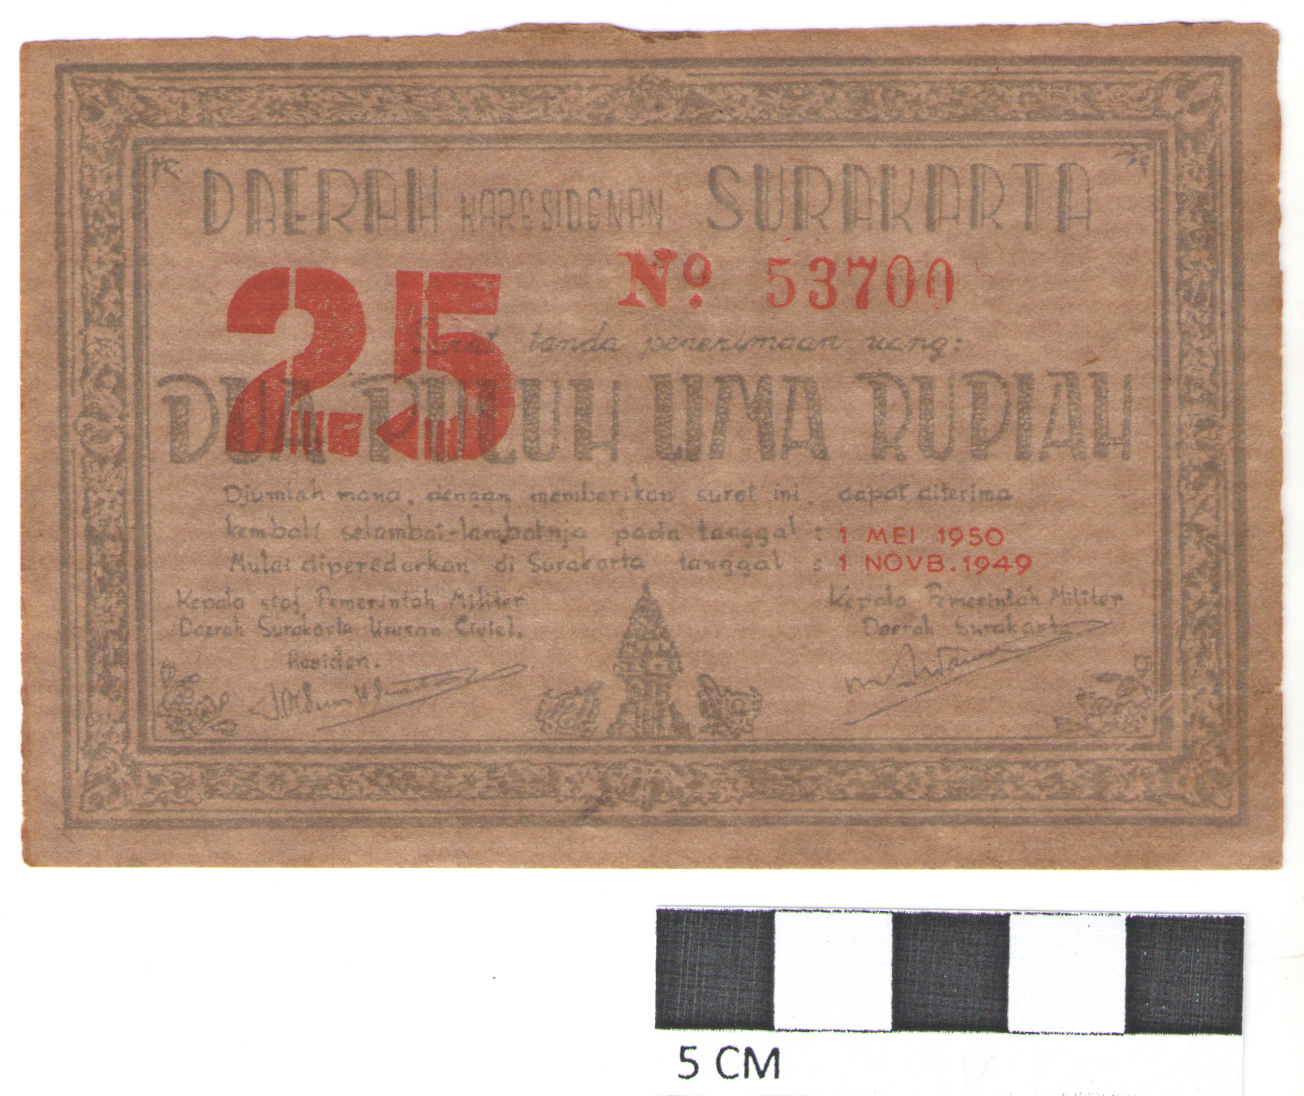 DAERAH KARESIDENAN SURAKARTA
25
No. 53700
Surat tanda penerimaan uang:
DUA PULUH LIMA RUPIAH
Djumlah mana, dengan memberikan surat ini, dapat diterima
kembali selambat-lambatnja pada tanggal : 1 MEI 1950
Mulai diperedarkan di Surakarta tanggal : 1 NOVB. 1949
Kepala staf Pemerintah Militer
Daerah Surakarta Urusan Civiel.
Residen.
Kepala Pemerintah Militer
Daerah Surakarta
5 CM